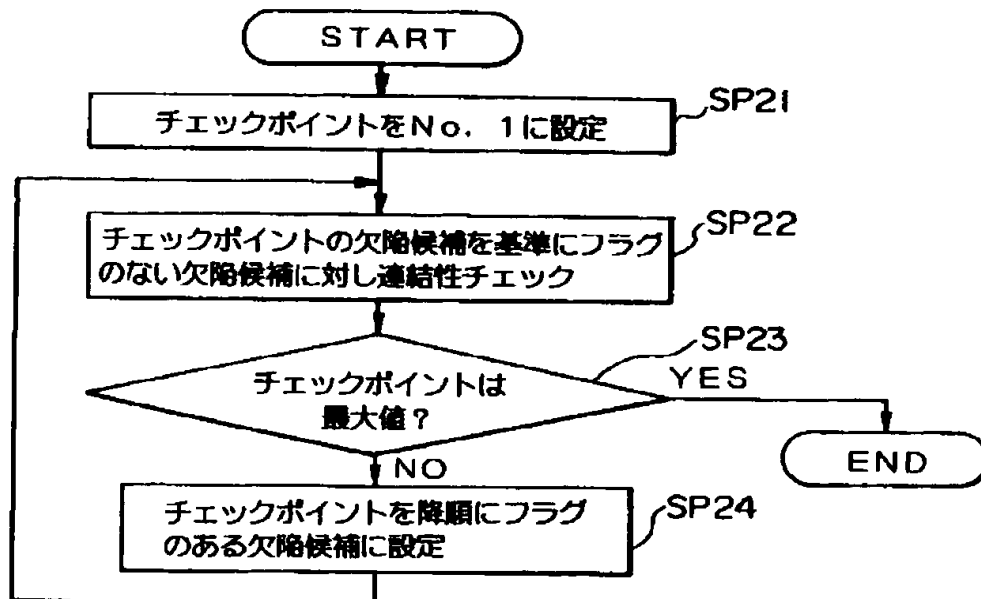 START
SP21
チェックポイントをNo. 1に設定
SP22
チェックポイントの欠陥候補を基準にフラグ
のない欠陥候補に対し連結性チェック
SP23
チェックポイントは
最大値？
YES
END
NO
SP24
チェックポイントを降順にフラグ
のある欠陥候補に設定